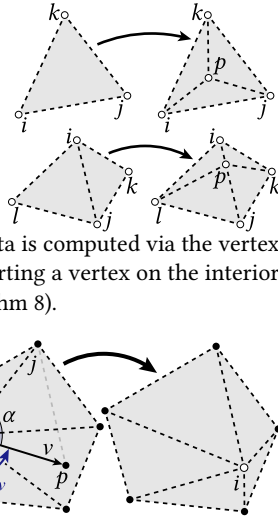 k k
p
i j i j
i i
k p k
l j l j
ta is computed via the vertex
rting a vertex on the interior
hm 8).
j
α
v
p i
v